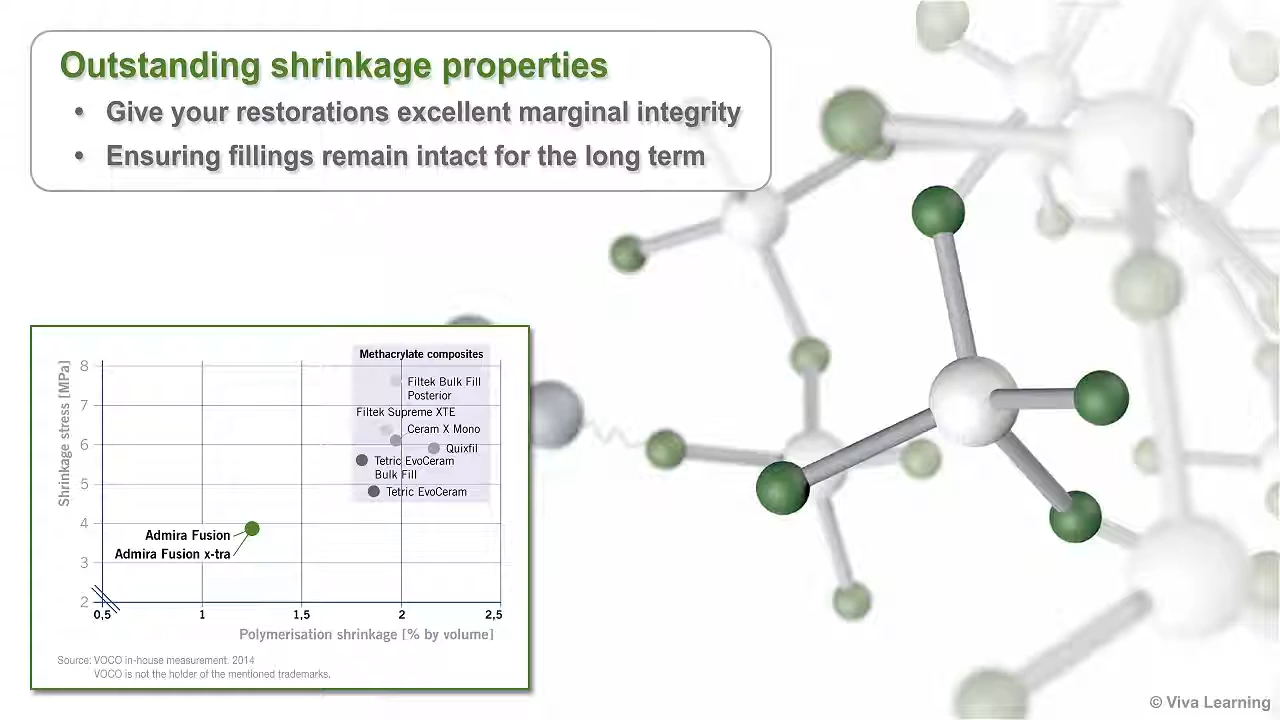 Outstanding shrinkage properties
• Give your restorations excellent marginal integrity
• Ensuring fillings remain intact for the long term
Shrinkage stress [MPa]
8
7
6
5
4
3
2
Methacrylate composites
Filtek Bulk Fill
Posterior
Filtek Supreme XTE
Ceram X Mono
Quixfil
Tetric EvoCeram
Bulk Fill
Tetric EvoCeram
Admira Fusion
Admira Fusion x-tra
0,5 1 1,5 2 2,5
Polymerisation shrinkage [% by volume]
Source: VOCO in-house measurement. 2014
VOCO is not the holder of the mentioned trademarks.
© Viva Learning